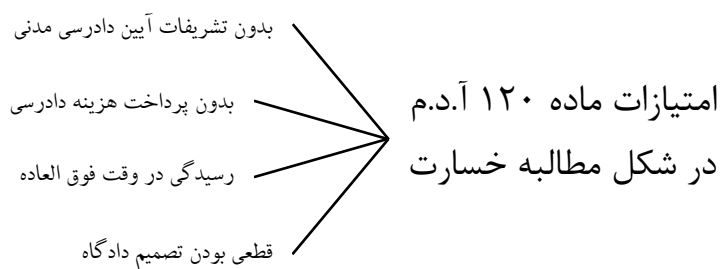 امتیازات ماده ۱۲۰ آ.د.م
در شکل مطالبه خسارت
بدون تشریفات آیین دادرسی مدنی
بدون پرداخت هزینه دادرسی
رسیدگی در وقت فوق العاده
قطعی بودن تصمیم دادگاه